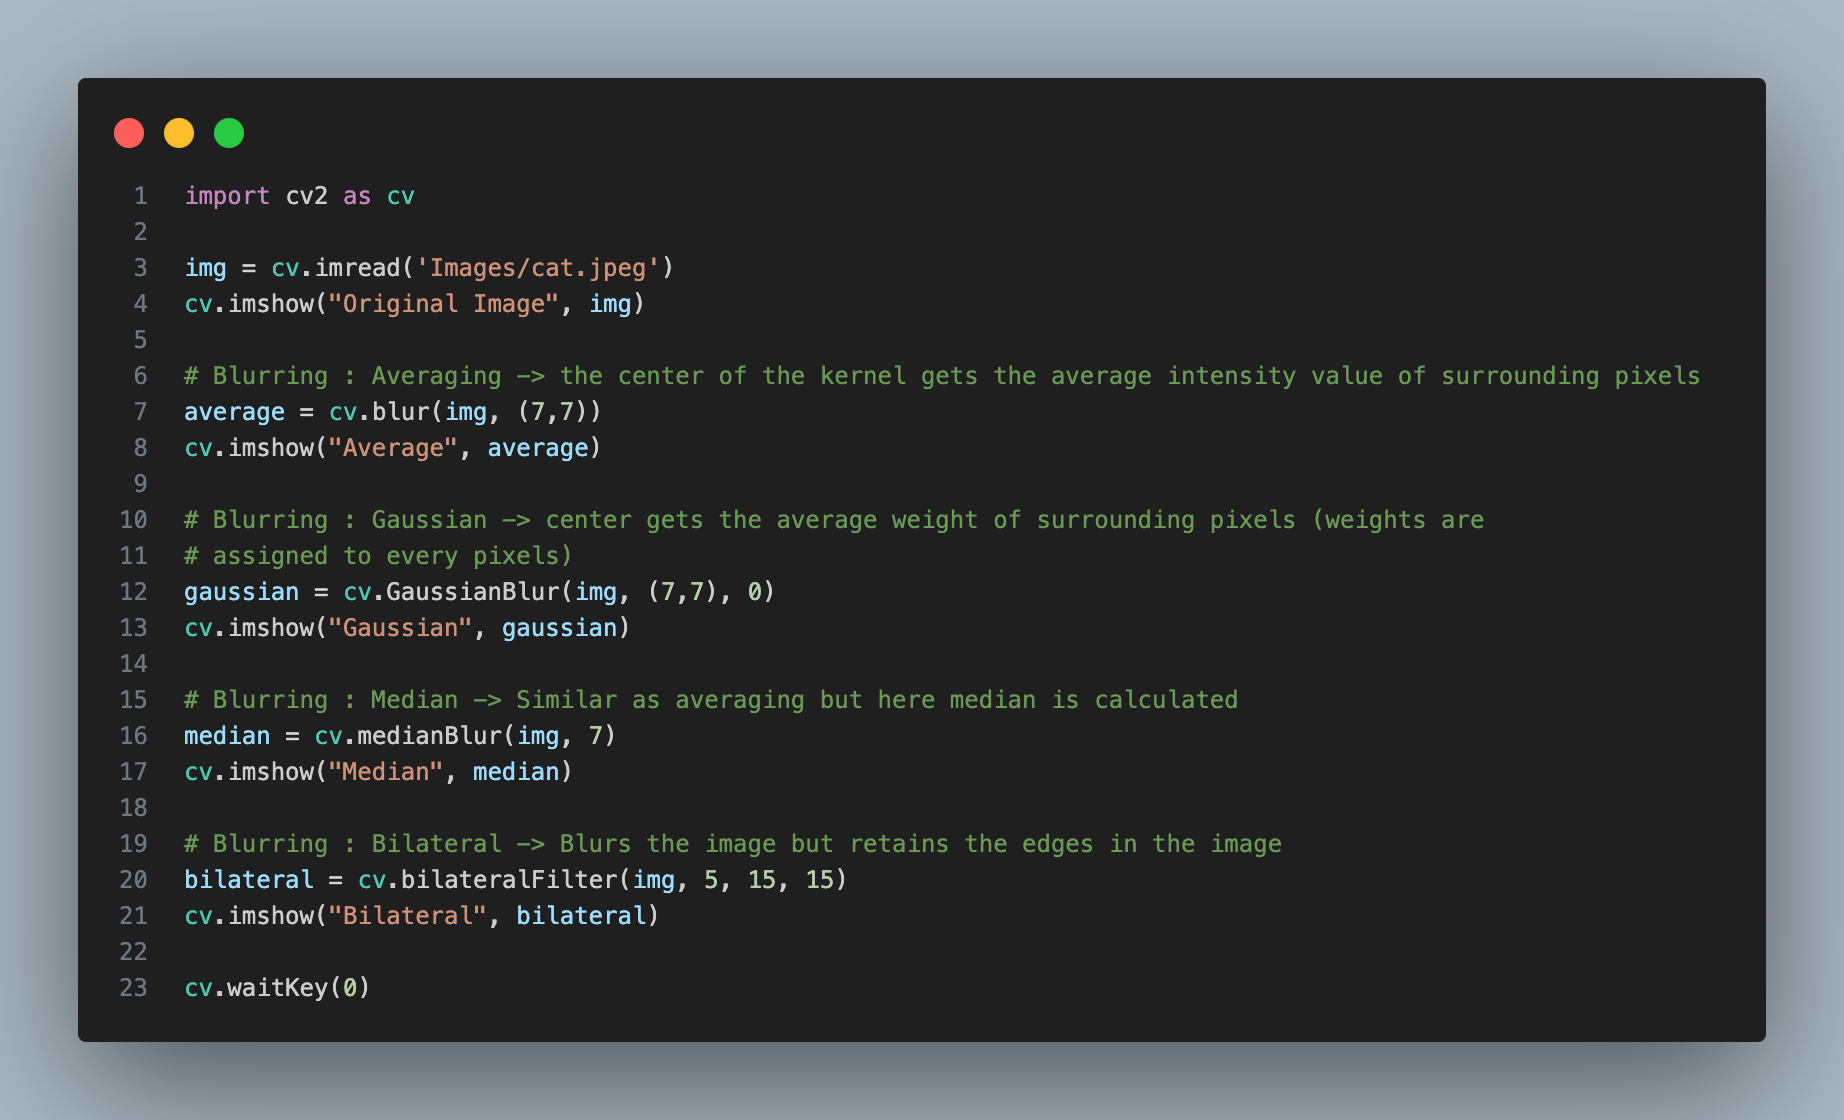 1 import cv2 as cv
2
3 img = cv.imread('Images/cat.jpeg')
4 cv.imshow("Original Image", img)
5
6 # Blurring : Averaging -> the center of the kernel gets the average intensity value of surrounding pixels
7 average = cv.blur(img, (7,7))
8 cv.imshow("Average", average)
9
10 # Blurring : Gaussian -> center gets the average weight of surrounding pixels (weights are
11 # assigned to every pixels)
12 gaussian = cv.GaussianBlur(img, (7,7), 0)
13 cv.imshow("Gaussian", gaussian)
14
15 # Blurring : Median -> Similar as averaging but here median is calculated
16 median = cv.medianBlur(img, 7)
17 cv.imshow("Median", median)
18
19 # Blurring : Bilateral -> Blurs the image but retains the edges in the image
20 bilateral = cv.bilateralFilter(img, 5, 15, 15)
21 cv.imshow("Bilateral", bilateral)
22
23 cv.waitKey(0)